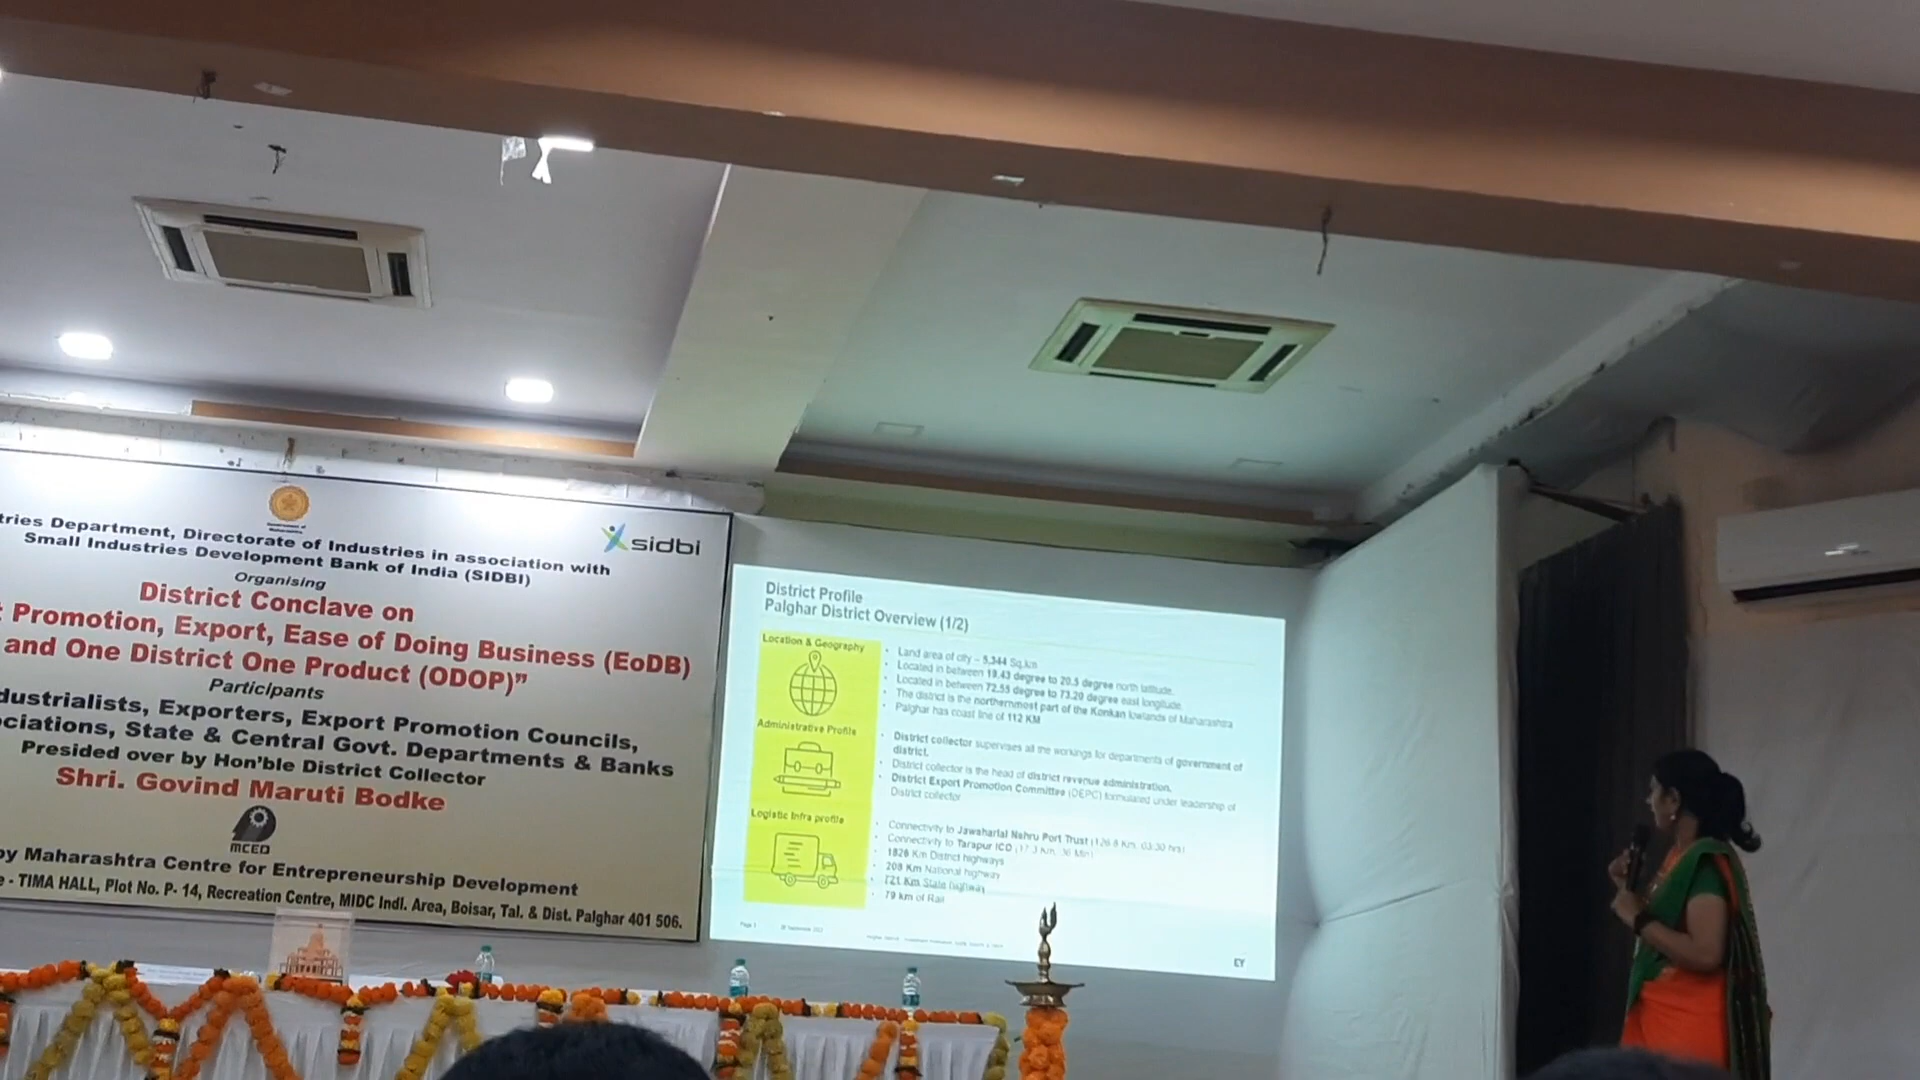 tries Department, Directorate of Industries in association with
Small Industries Development Bank of India (SIDBI)
sidbi
Organising
District Conclave on
Promotion, Export, Ease of Doing Business (EoDB)
and One District One Product (ODOP)”
Participants
dustrialists, Exporters, Export Promotion Councils,
ciations, State & Central Govt. Departments & Banks
Presided over by Hon'ble District Collector
Shri. Govind Maruti Bodke
MCED
by Maharashtra Centre for Entrepreneurship Development
e - TIMA HALL, Plot No. P- 14, Recreation Centre, MIDC Indl. Area, Boisar, Tal. & Dist. Palghar 401 506.
District Profile
Palghar District Overview (1/2)
Location & Geography
Land area of city – 5,344 Sq.km
Located in between 19.43 degree to 20.5 degree north latitude.
Located in between 72.55 degree to 73.20 degree east longitude.
The district is the northernmost part of the Konkan lowlands of Maharashtra
Palghar has coast line of 112 KM
Administrative Profile
District collector supervises all the workings for departments of government of
district.
District collector is the head of district revenue administration.
District Export Promotion Committee (DEPC) formulated under leadership of
District collector
Logistic Infra profile
Connectivity to Jawaharlal Nehru Port Trust
Connectivity to Tarapur ICD
1826 Km District highways
208 Km National highway
721 Km State highway
79 km of Rail
EY